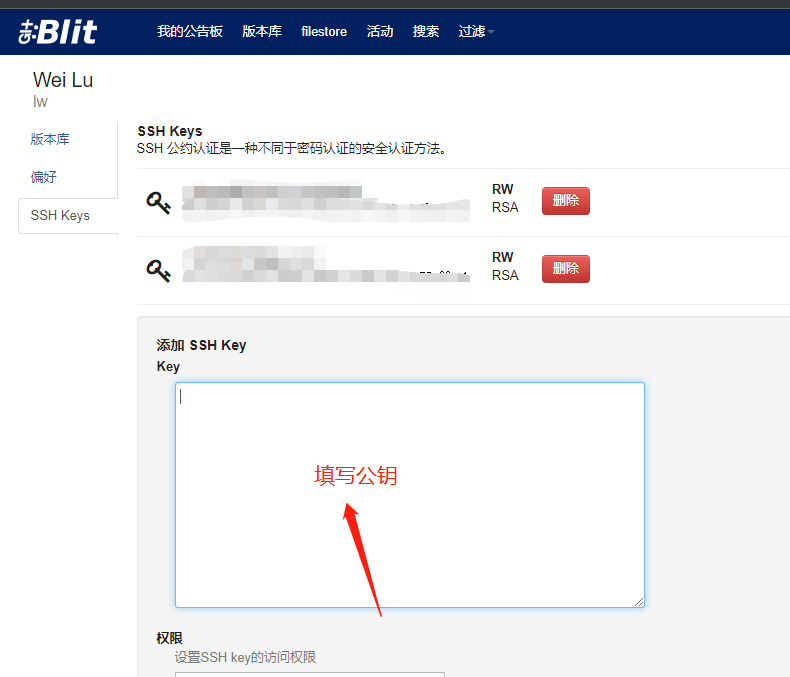 git:Blit
我的公告板 版本库 filestore 活动 搜索 过滤
Wei Lu
lw
版本库
偏好
SSH Keys
SSH Keys
SSH 公约认证是一种不同于密码认证的安全认证方法。
RW
RSA
删除
RW
RSA
删除
添加 SSH Key
Key
填写公钥
权限
设置SSH key的访问权限